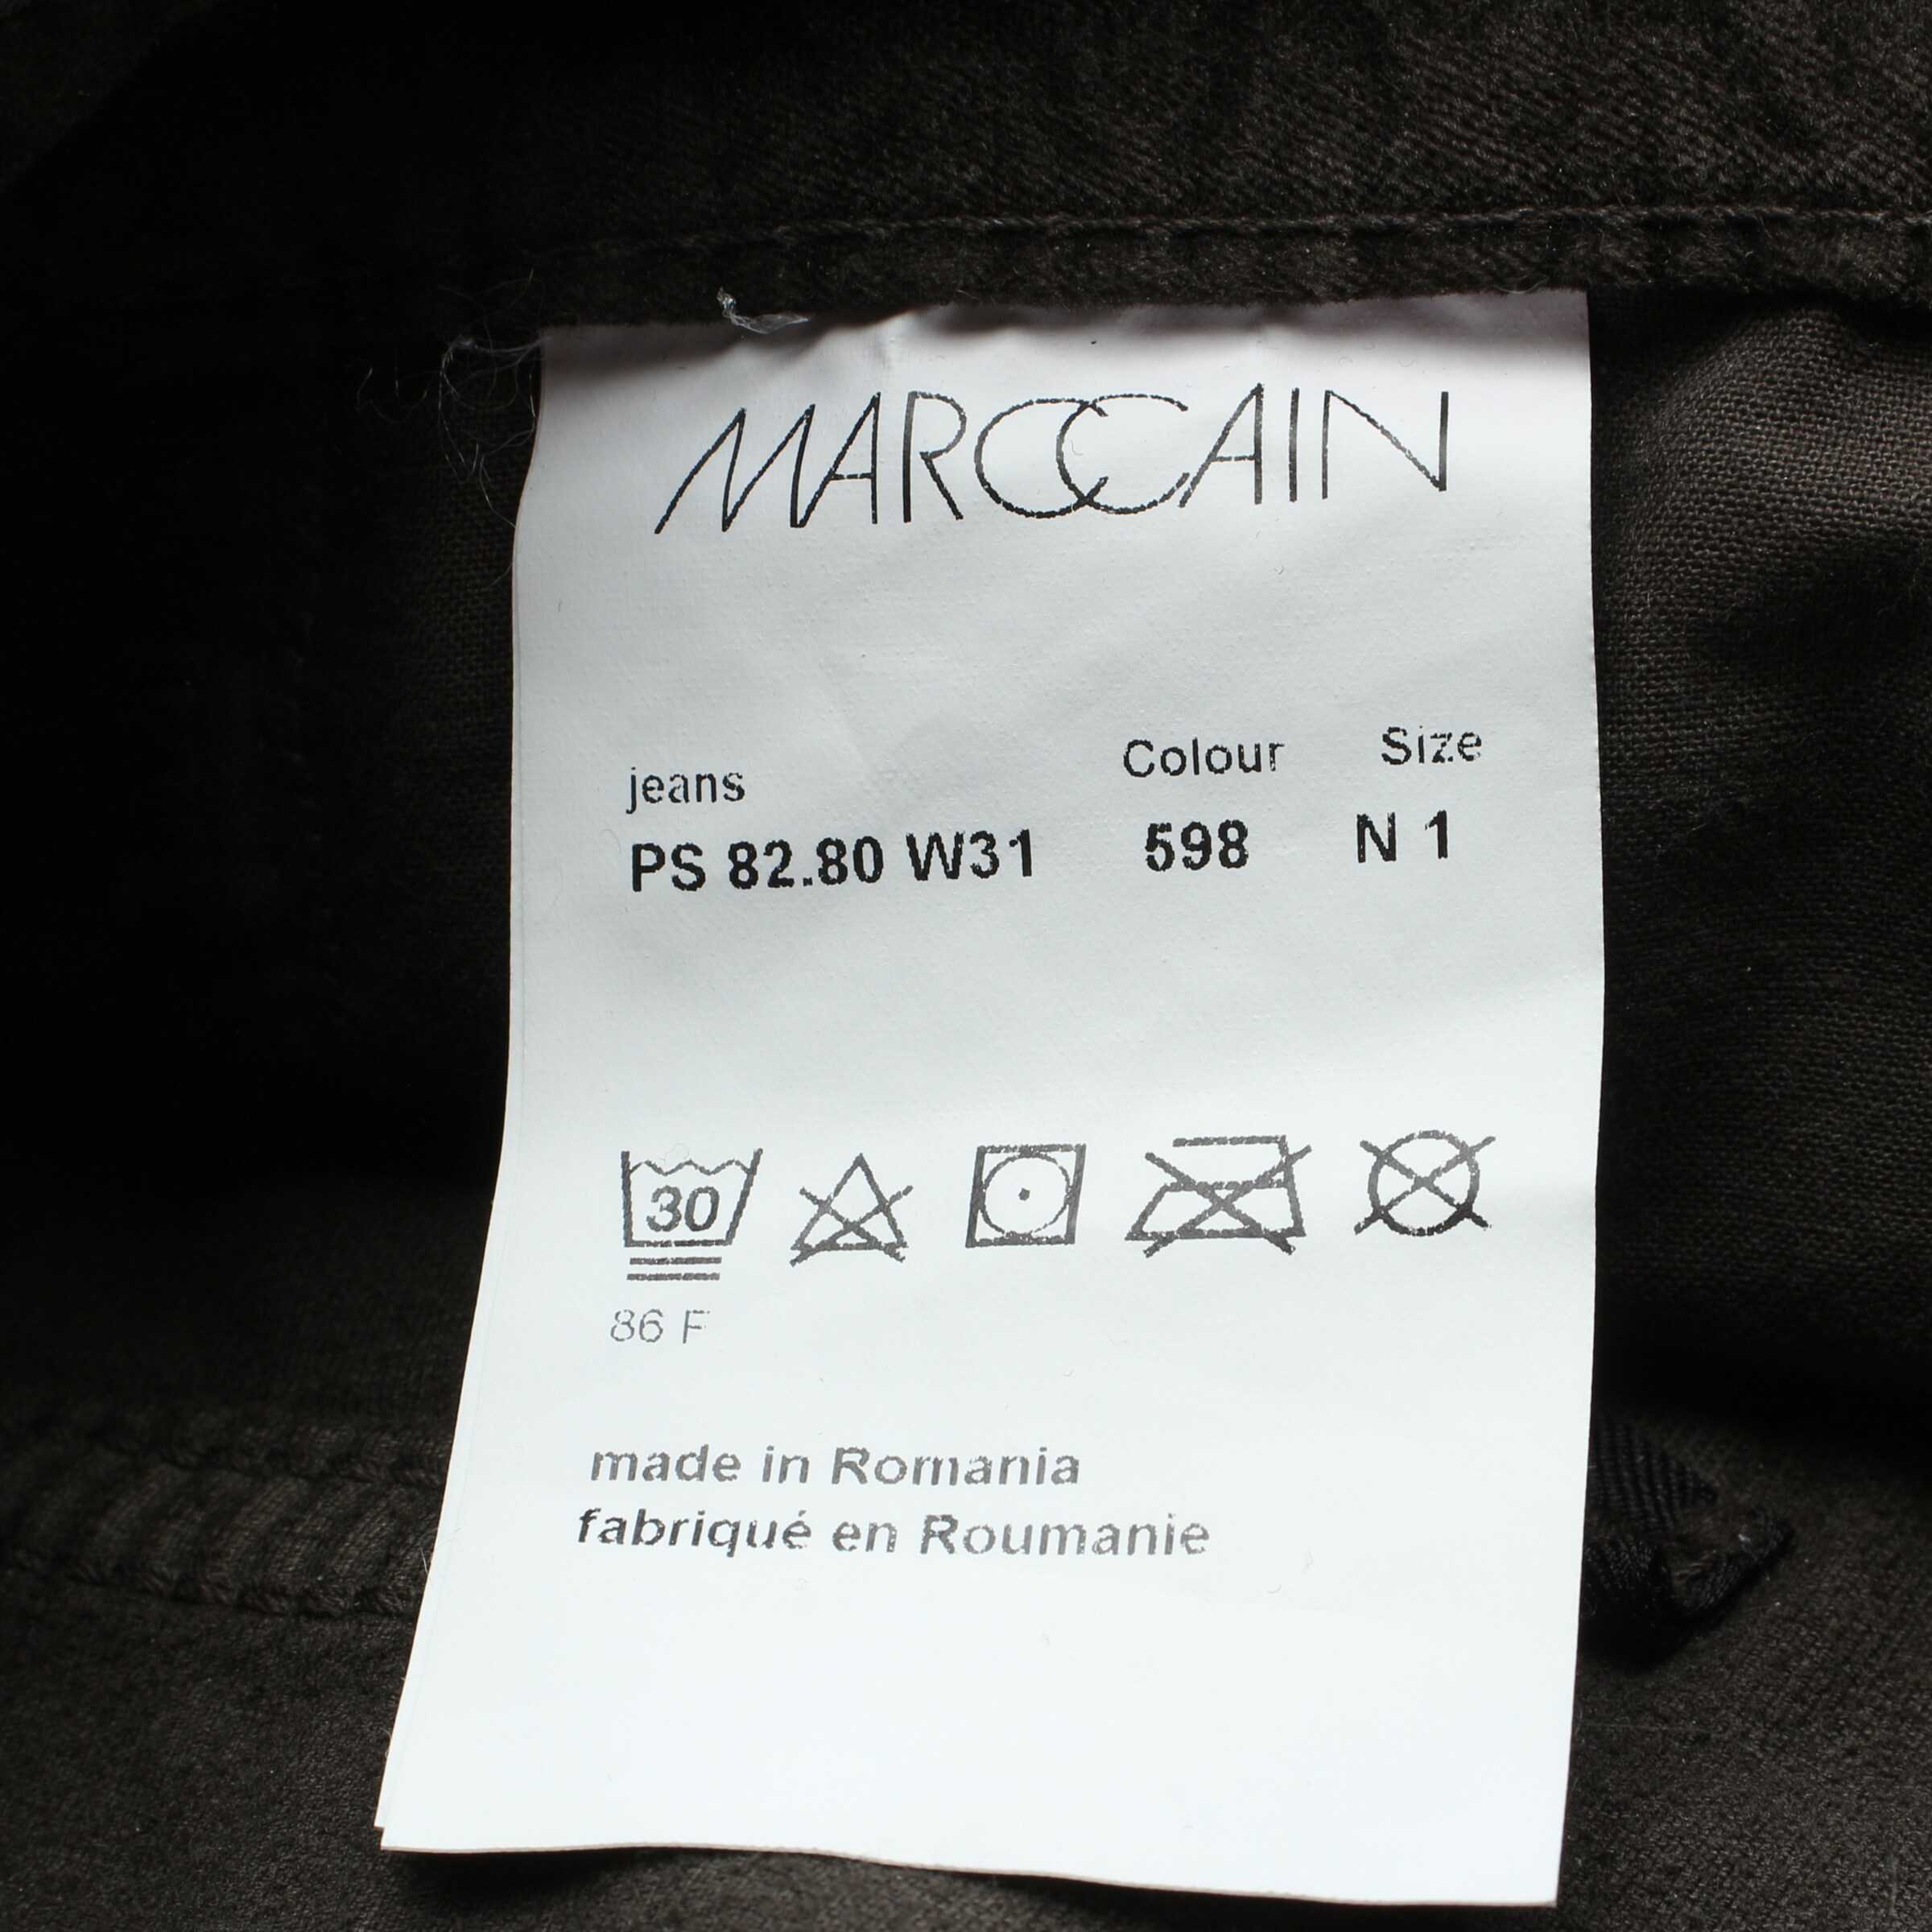 MARCCAIN
jeans Colour Size
PS 82.80 W31 598 N 1
30
86 F
made in Romania
fabriqué en Roumanie